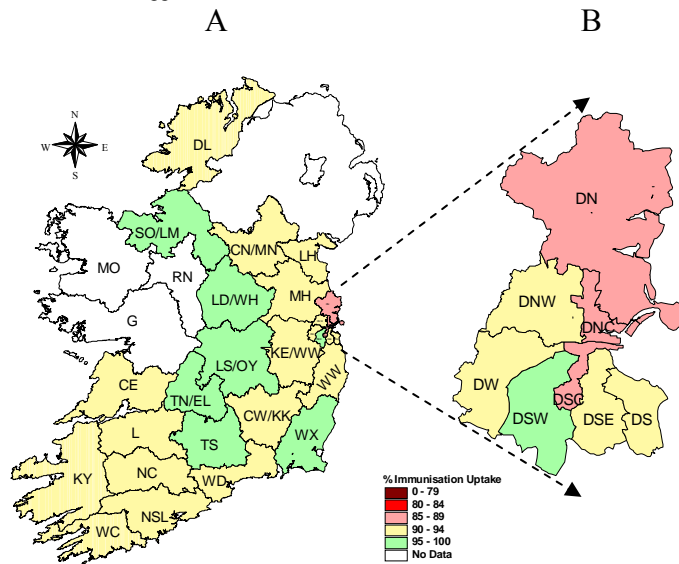 A B
N
W E
S
DL
SO/LM
CN/MN
LH
MO
RN
LD/WH
MH
G
LS/OY
KE/WW
WW
CE
TN/EL
CW/KK
L
TS
WX
KY
NC
WD
NSL
WC
DN
DNW
DNC
DW
DSC
DSW
DSE
DS
% Immunisation Uptake
0 - 79
80 - 84
85 - 89
90 - 94
95 - 100
No Data